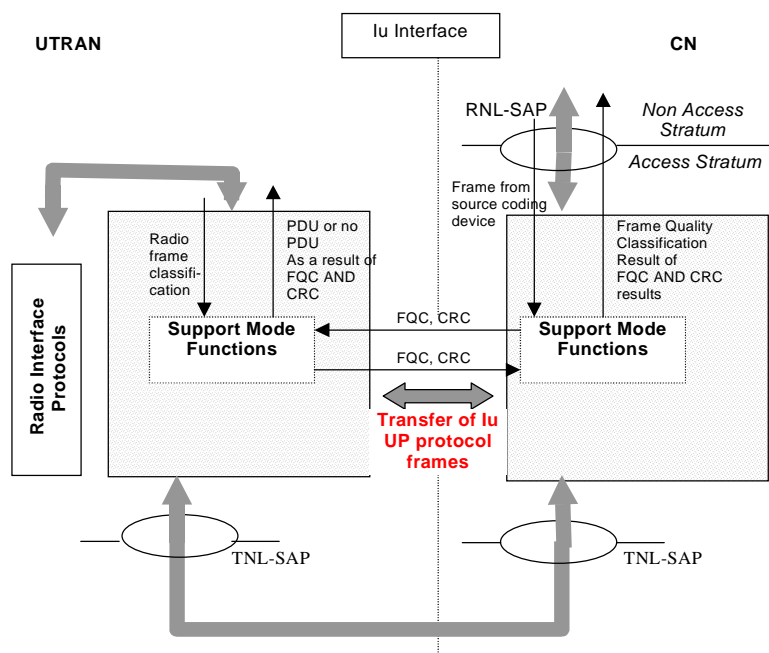 Iu Interface
UTRAN
CN
RNL-SAP
Non Access
Stratum
Access Stratum
Frame from
source coding
device
Radio
frame
classifi-
cation
PDU or no
PDU
As a result of
FQC AND
CRC
Frame Quality
Classification
Result of
FQC AND CRC
results
Radio Interface
Protocols
Support Mode
Functions
FQC, CRC
FQC, CRC
Support Mode
Functions
Transfer of Iu
UP protocol
frames
TNL-SAP
TNL-SAP